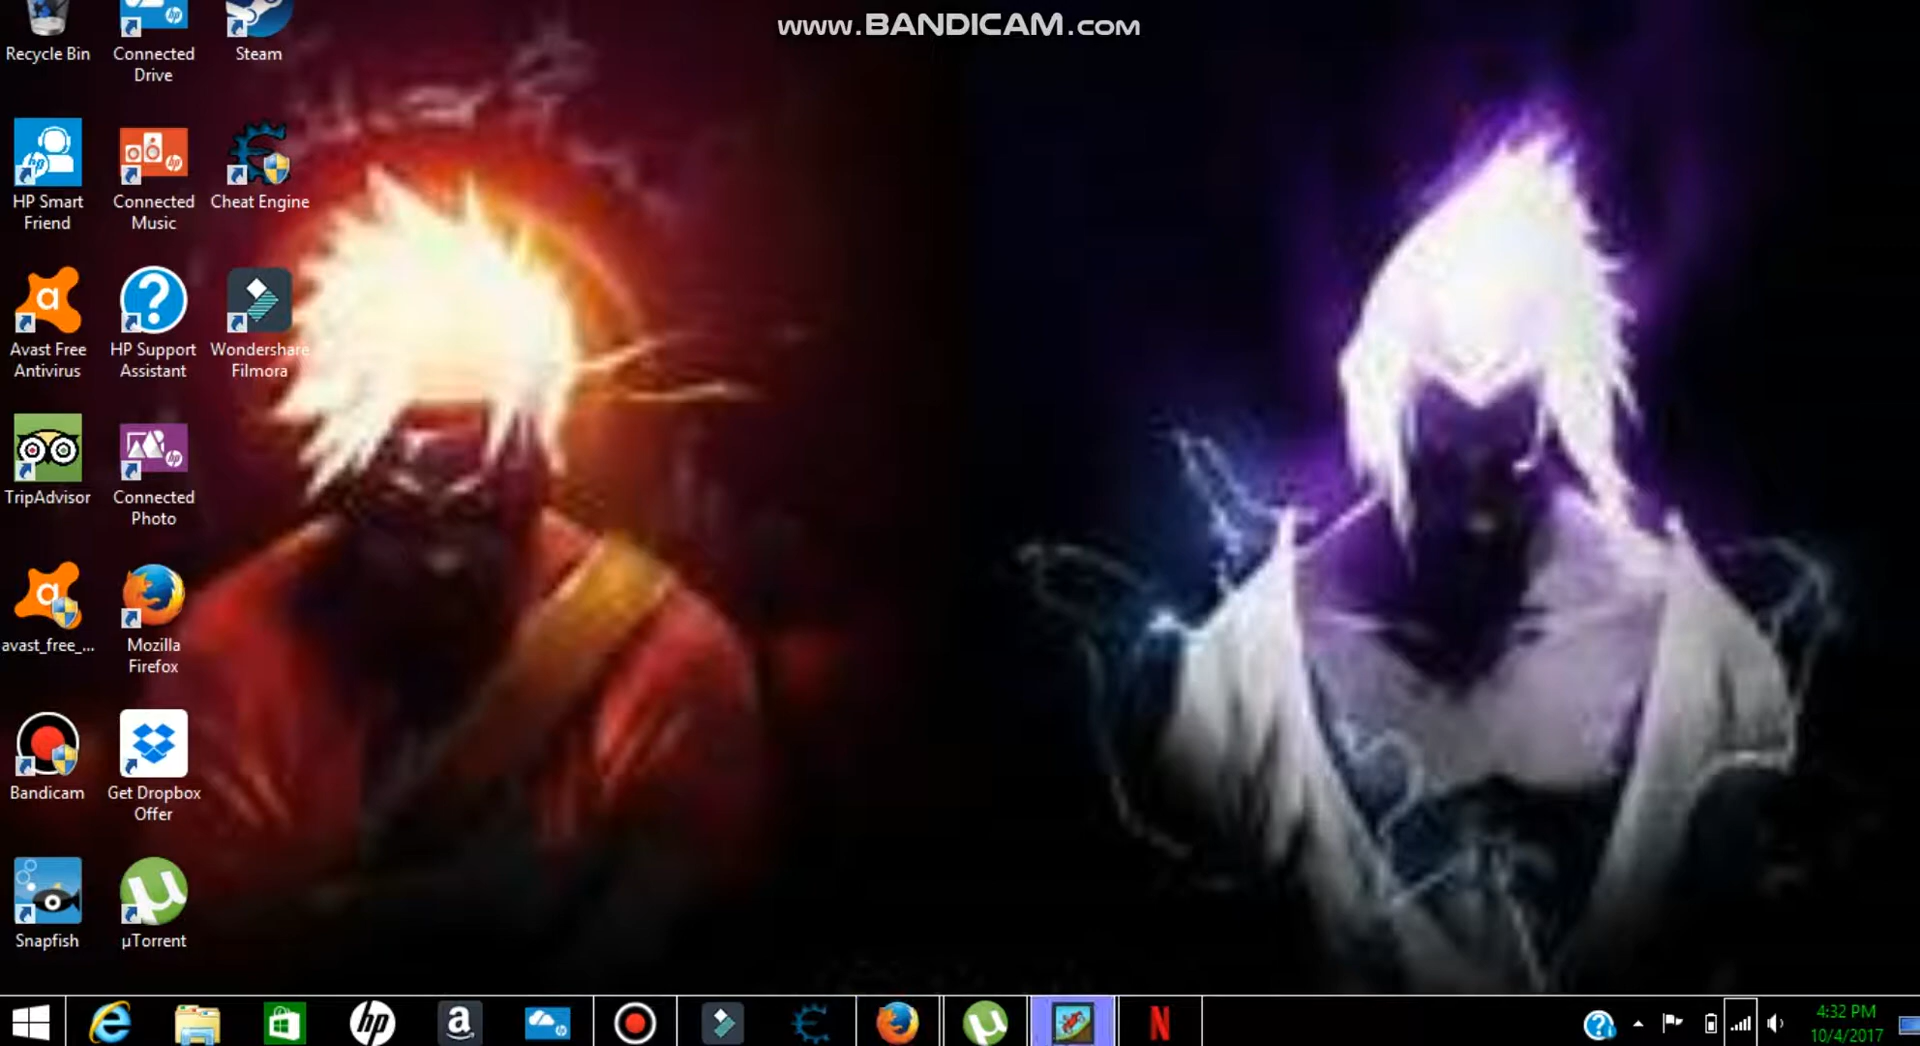 www.BANDICAM.com
Recycle Bin
Connected
Drive
Steam
HP Smart
Friend
Connected
Music
Cheat Engine
Avast Free
Antivirus
HP Support
Assistant
Wondershare
Filmora
TripAdvisor
Connected
Photo
avast_free_...
Mozilla
Firefox
Bandicam
Get Dropbox
Offer
Snapfish
µTorrent
4:32 PM
10/4/2017